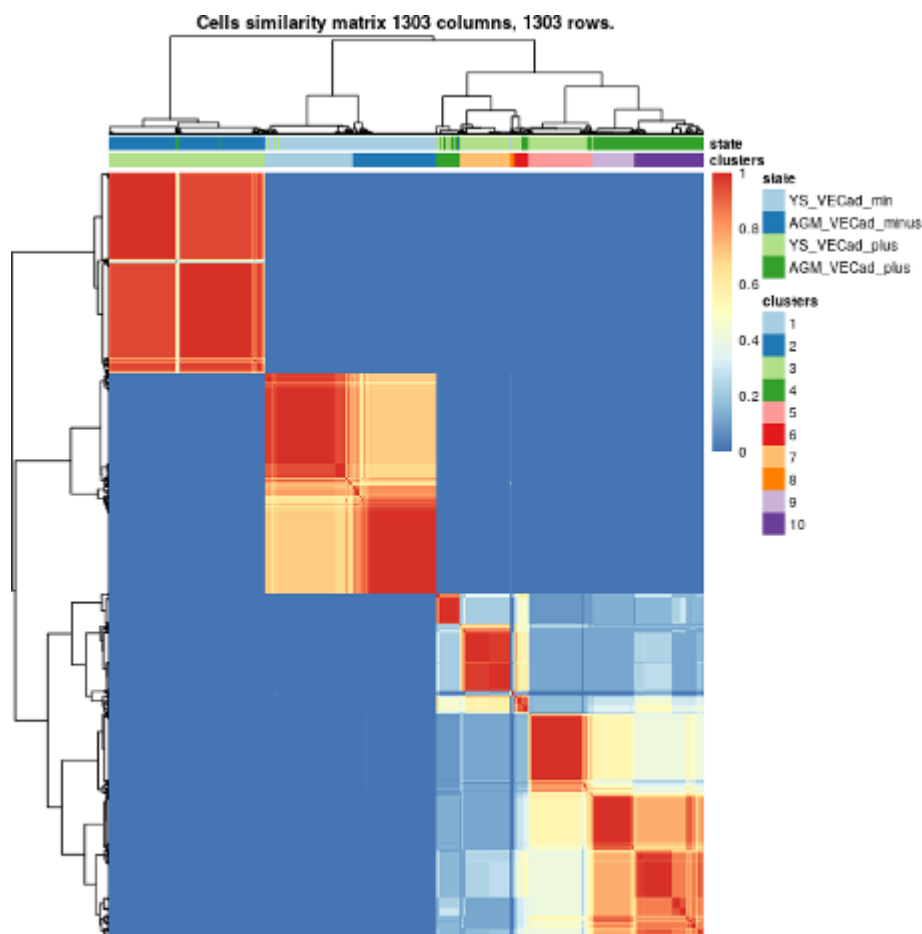 Cells similarity matrix 1303 columns, 1303 rows.
state
clusters
1
0.8
0.6
0.4
0.2
0
state
YS_VECad_min
AGM_VECad_minus
YS_VECad_plus
AGM_VECad_plus
clusters
1
2
3
4
5
6
7
8
9
10